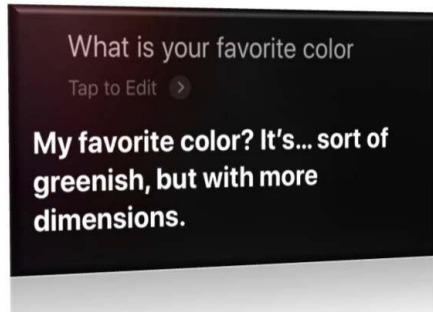 What is your favorite color
Tap to Edit
My favorite color? It's... sort of
greenish, but with more
dimensions.